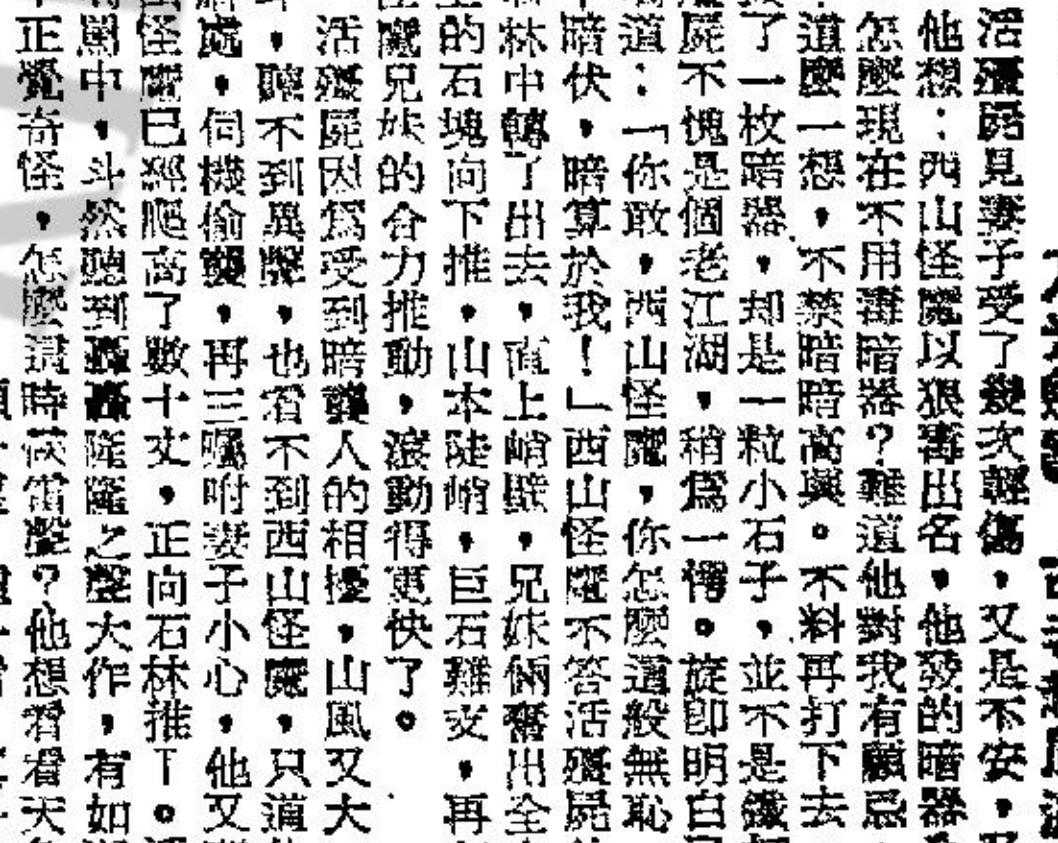 活殭屍見妻子受了幾次輕傷，又是不安，
他想：西山怪魔以狠毒出名，他發的暗器
怎麼現在不用毒暗器？難道他對我有顧忌
道麼一想，不禁暗暗高興。不料再打下去
了一枚暗器，却是一粒小石子，並不是鐵
屍不愧是個老江湖，稍爲一愕。旋即明白
道：「你敢，西山怪魔，你怎麼這般無恥
暗伏，暗算於我！」西山怪魔不答活殭屍
林中轉了出去，直上峭壁，兄妹倆奮出全
的石塊向下推，山本陡峭，巨石難支，再
魔兄妹的合力推動，滾動得更快了。
活殭屍因爲受到暗襲人的相擾，山風又大
，聽不到異聲，也看不到西山怪魔，只道
處，伺機偷襲，再三囑咐妻子小心，他又
怪魔已經爬高了數十丈，正向石林推下。
駡中，斗然聽到轟轟隆隆之聲大作，有如
正覺奇怪，怎麼這時候雷聲？他想看看天